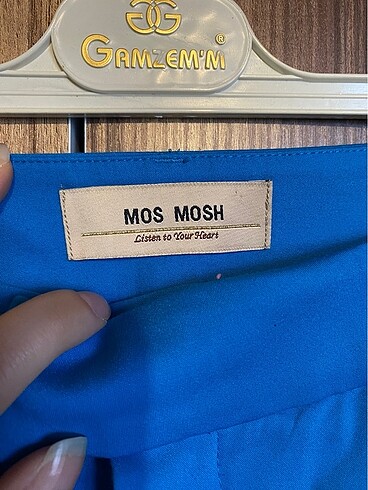 GG
GAMZEM'M®
MOS MOSH
Listen to Your Heart